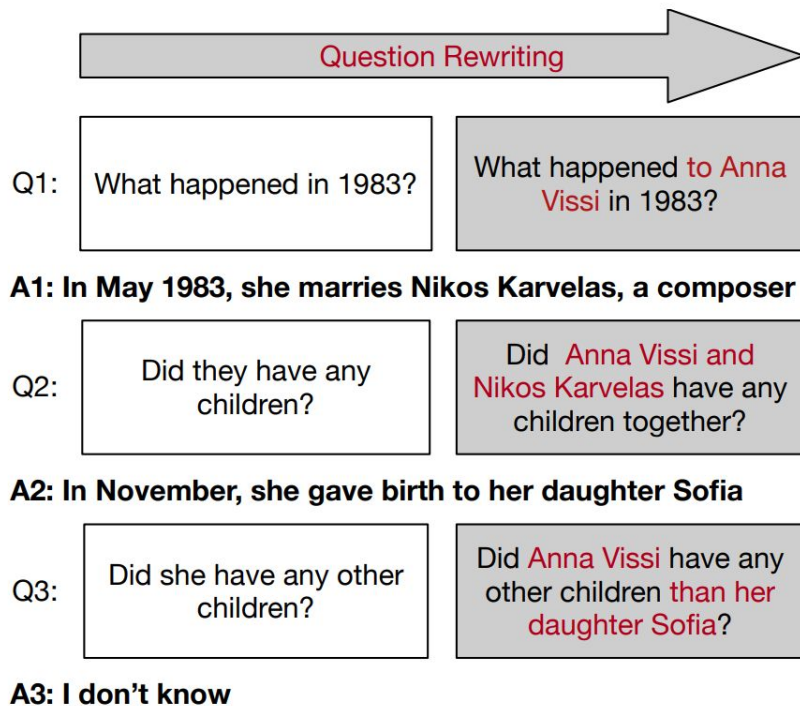 Question Rewriting
Q1:
What happened in 1983?
What happened to Anna
Vissi in 1983?
A1: In May 1983, she marries Nikos Karvelas, a composer
Q2:
Did they have any
children?
Did Anna Vissi and
Nikos Karvelas have any
children together?
A2: In November, she gave birth to her daughter Sofia
Q3:
Did she have any other
children?
Did Anna Vissi have any
other children than her
daughter Sofia?
A3: I don't know